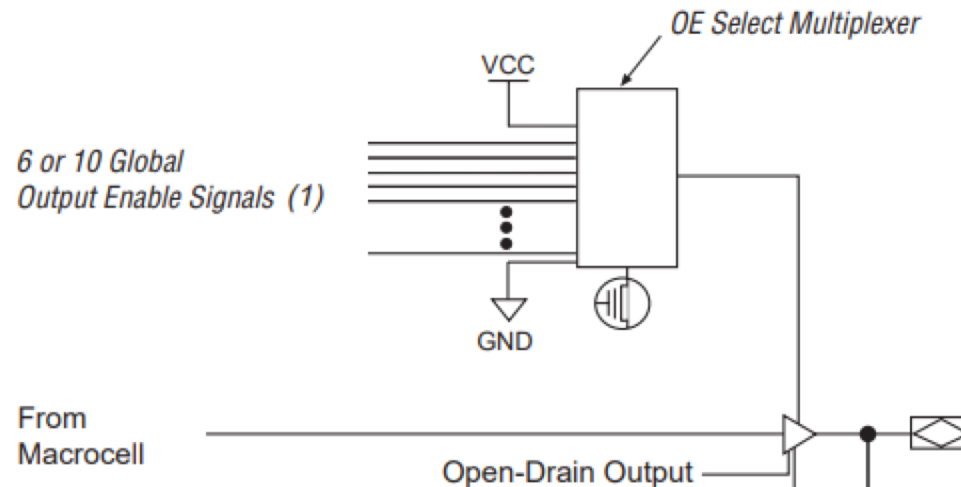 OE Select Multiplexer
VCC
6 or 10 Global
Output Enable Signals (1)
GND
From
Macrocell
Open-Drain Output